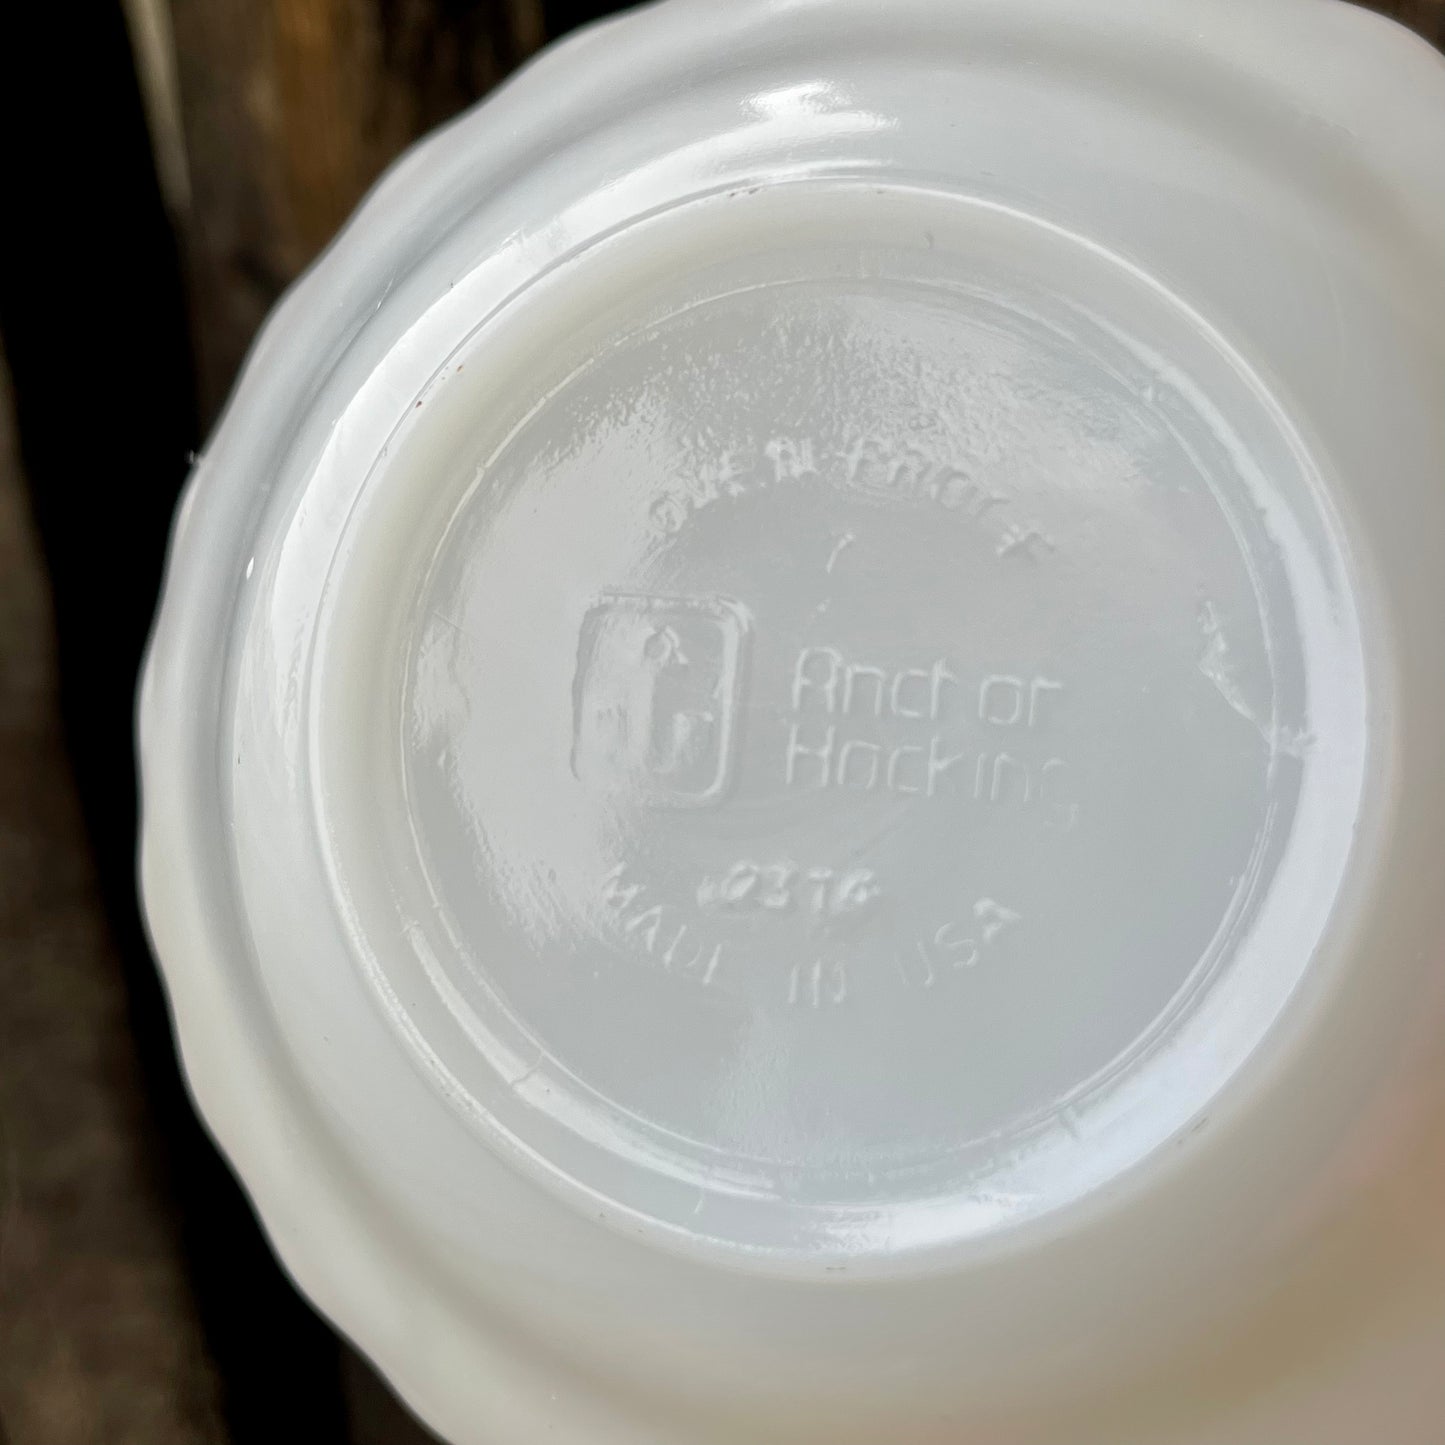 OVEN-PROOF
Anchor
Hocking
MADE IN USA